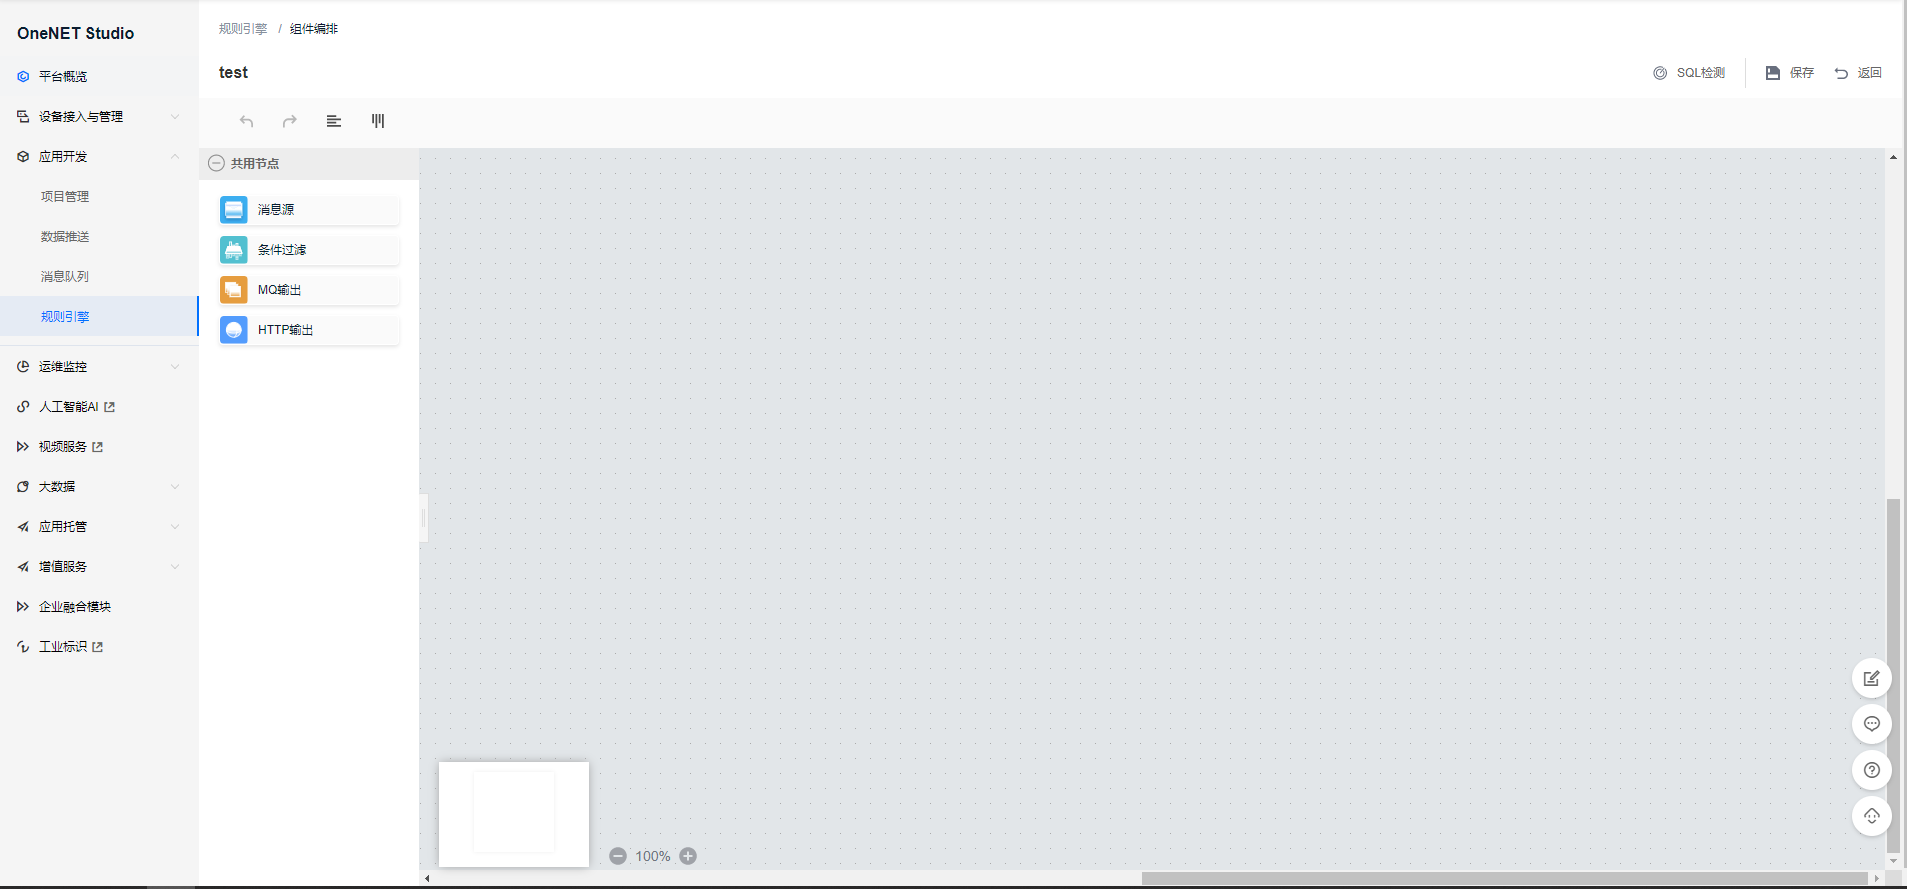 OneNET Studio
平台概览
设备接入与管理
应用开发
项目管理
数据推送
消息队列
规则引擎
运维监控
人工智能AI
视频服务
大数据
应用托管
增值服务
企业融合模块
工业标识
规则引擎 / 组件编排
test
SQL检测
保存
返回
共用节点
消息源
条件过滤
MQ输出
HTTP输出
100%